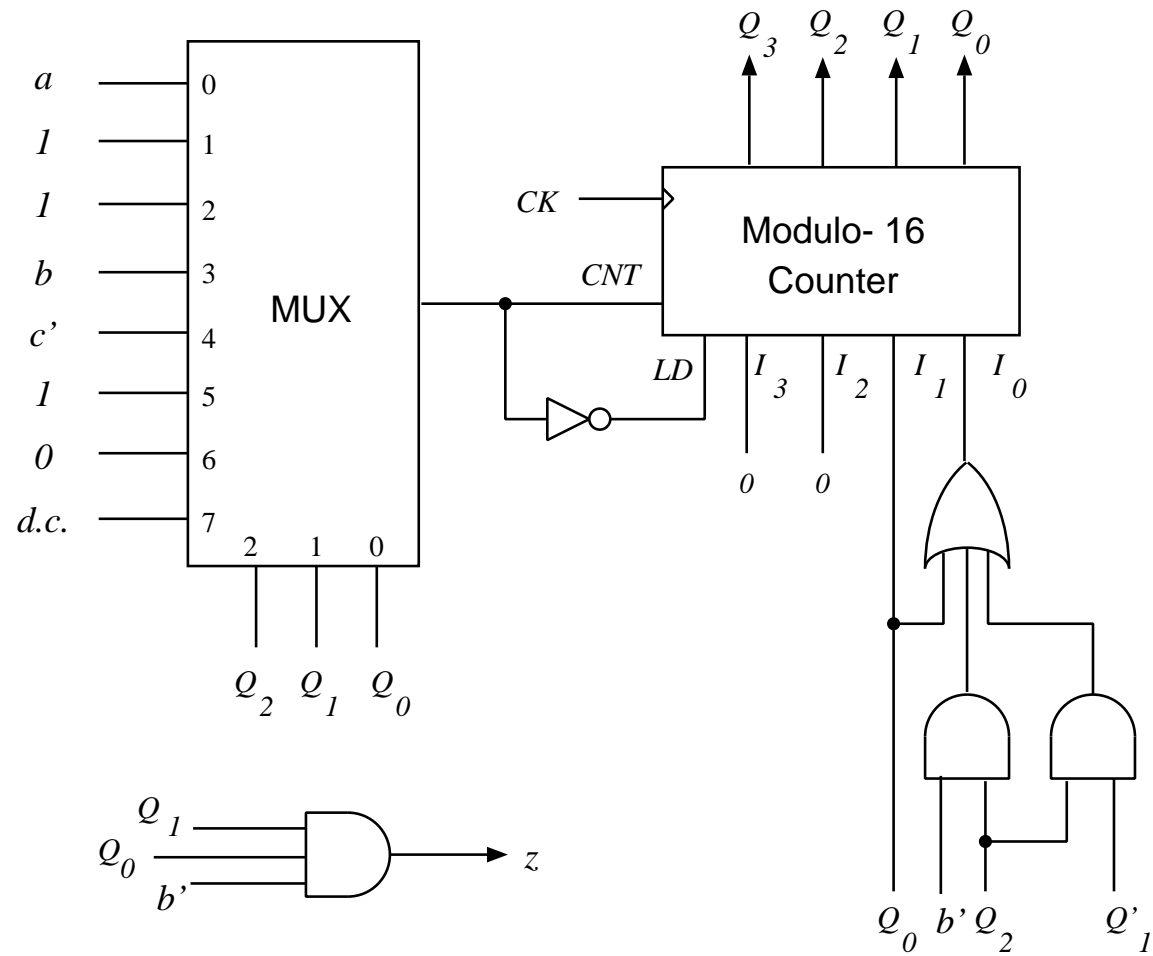 Q3 Q2 Q1 Q0
a 0
1 1
1 2
b 3
c’ 4
1 5
0 6
d.c. 7
MUX
2 1 0
Q2 Q1 Q0
CK
CNT
Modulo- 16
Counter
LD I3 I2 I1 I0
0 0
Q1
Q0
b’
z
Q0 b’ Q2 Q’1